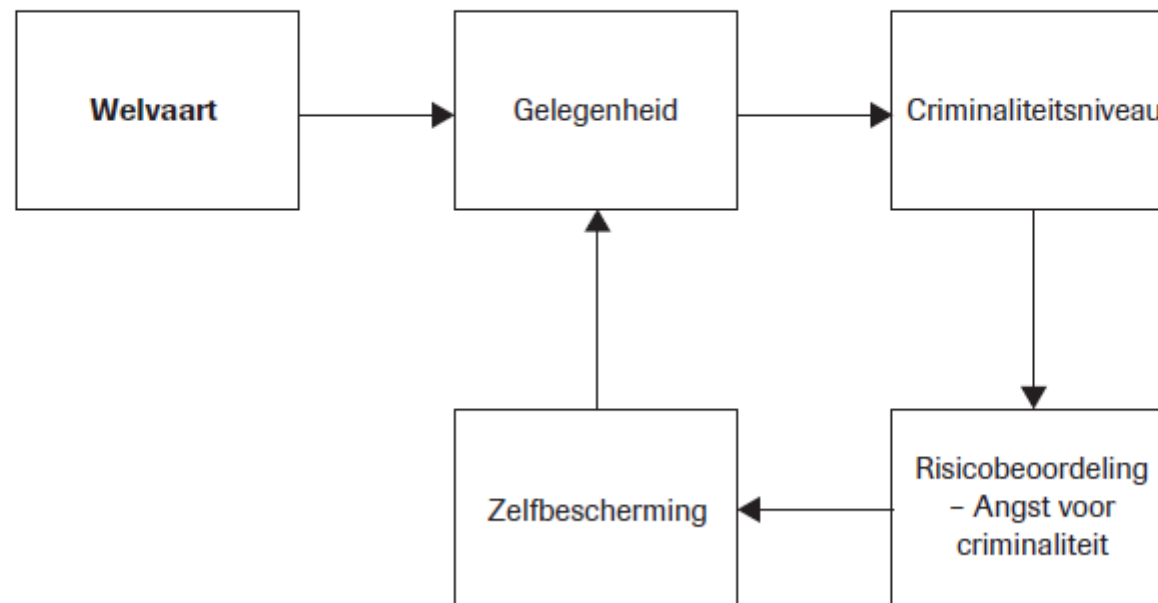 Welvaart
Gelegenheid
Criminaliteitsniveau
Zelfbescherming
Risicobeoordeling
– Angst voor
criminaliteit